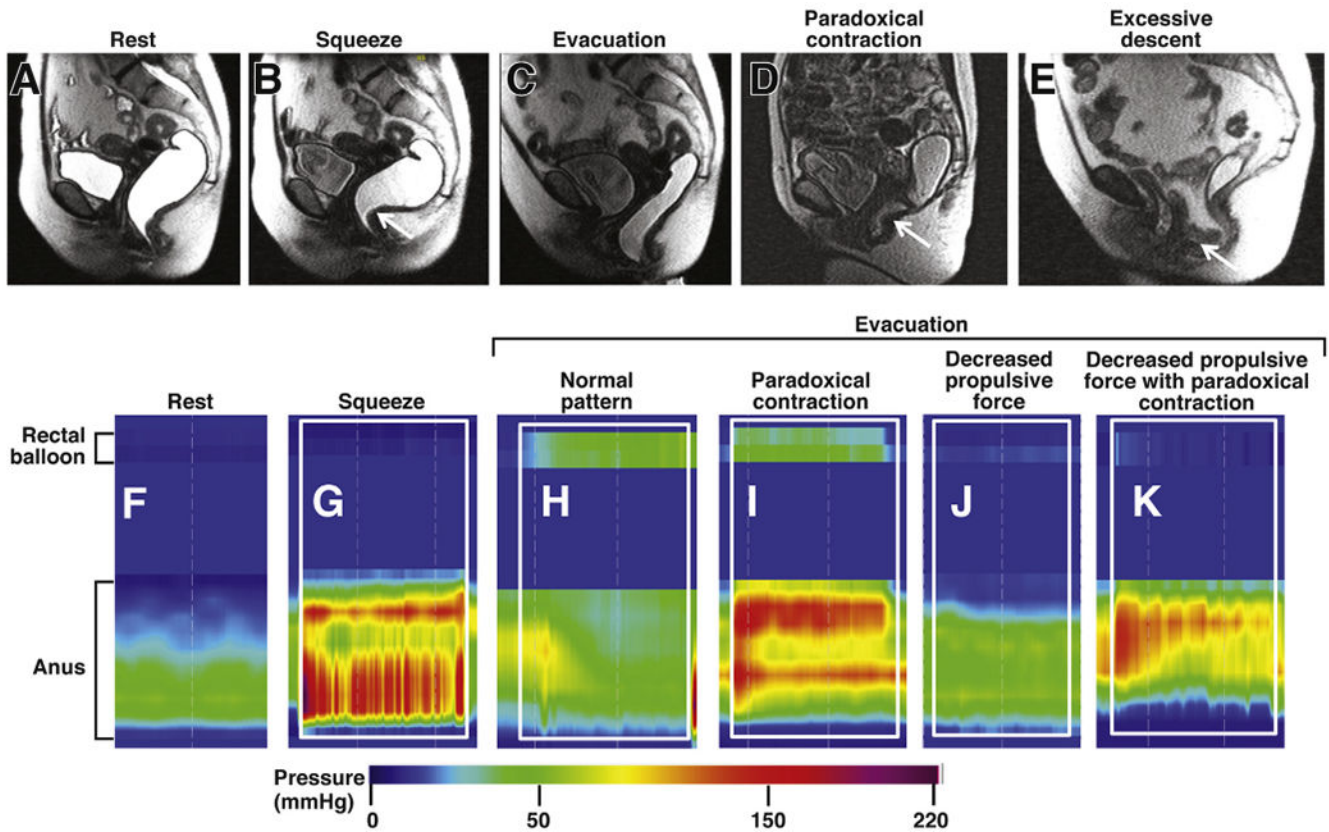 Rest
Squeeze
Evacuation
Paradoxical
contraction
Excessive
descent
A
B
C
D
E
Evacuation
Rest
Squeeze
Normal
pattern
Paradoxical
contraction
Decreased
propulsive
force
Decreased propulsive
force with paradoxical
contraction
Rectal
balloon
F
G
H
I
J
K
Anus
Pressure
(mmHg)
0
50
150
220